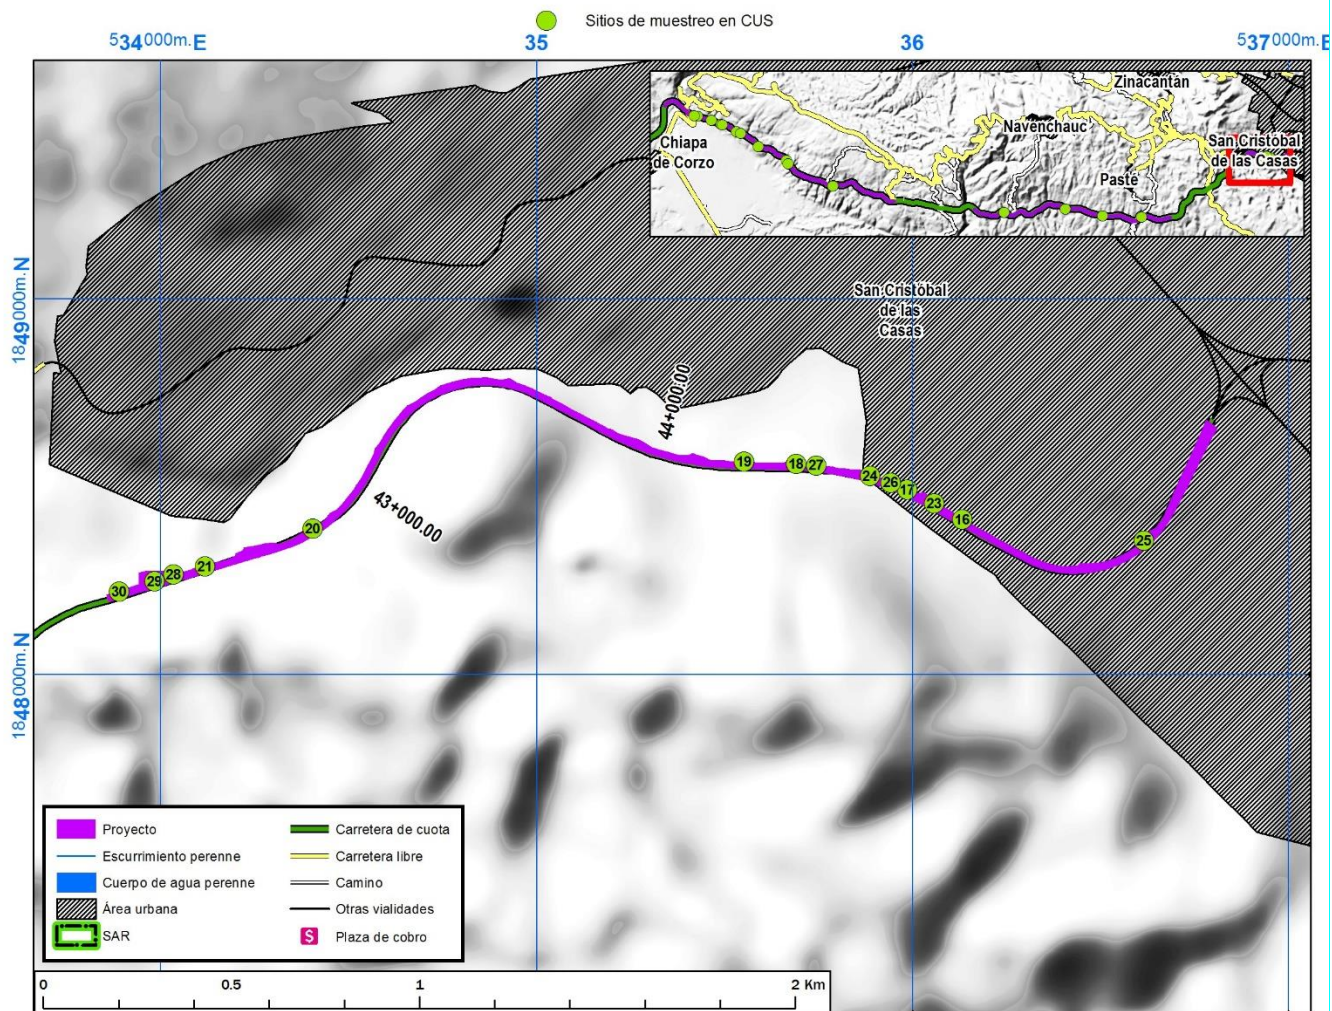 Sitios de muestreo en CUS
534000m.E
35
36
537000m.E
Zinacantán
Navenchauc
San Cristóbal
de las Casas
Chiapa
de Corzo
Pasté
1849000m.N
San Cristóbal
de las
Casas
44+000.00
43+000.00
19
18
27
24
26
17
23
16
25
20
21
28
29
30
1848000m.N
Proyecto
Escurrimiento perenne
Cuerpo de agua perenne
Área urbana
SAR
Carretera de cuota
Carretera libre
Camino
Otras vialidades
$ Plaza de cobro
0 0.5 1 2 Km